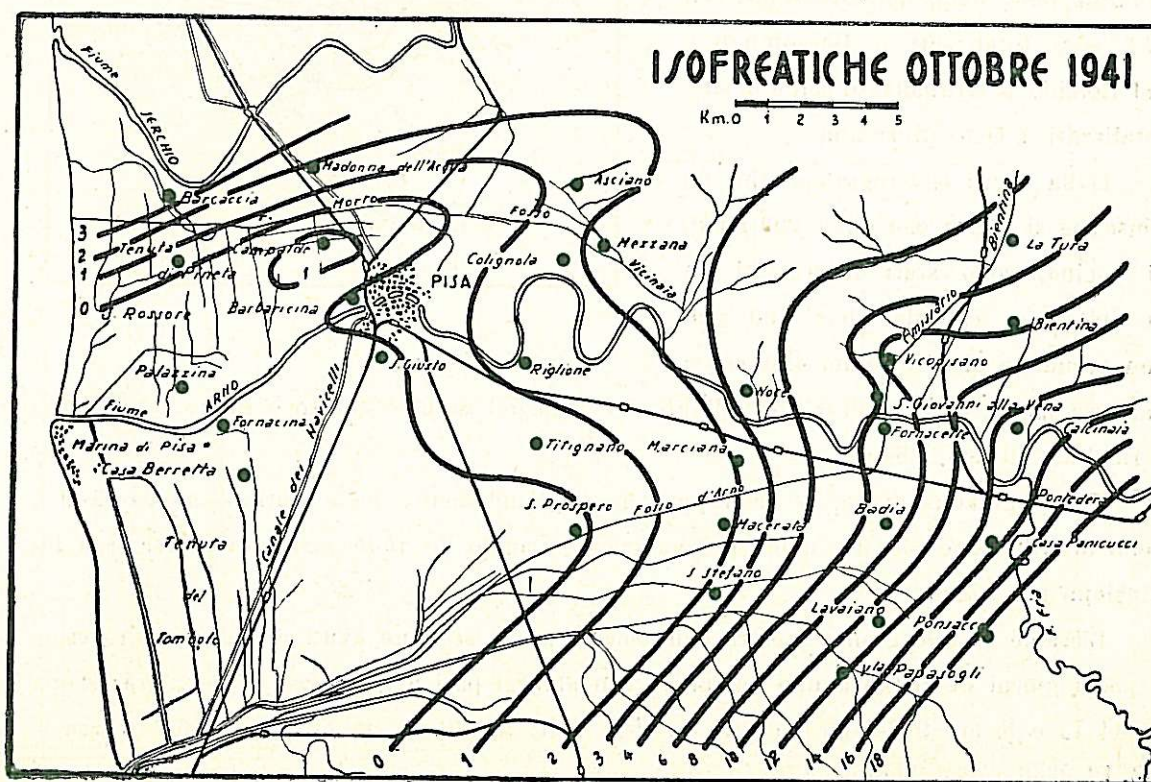 ISOFREATICHE OTTOBRE 1941
Km. 0 1 2 3 4 5
Fiume
SERCHIO
Madonna dell'Acqua
Barcaccia
Morto
Asciano
Fosso
Mezzana
Vicinaia
Bientina
La Tura
3
2
1
0
Tenuta
di Pineta
Campalde
1
Colignola
PISA
S. Rossore
Barbaricina
Amissario
Bientina
Vicopisano
Palazzina
S. Giusto
Riglione
Noce
S. Giovanni alla Vena
Fiume
ARNO
Navicelli
Fornacina
Fornacette
Calcinaia
Marina di Pisa
Casa Berretta
Titignano
Marciana
Canale dei
S. Prospero
Fosso
d'Arno
Macerata
Badia
Pontedera
Casa Panicucci
Tenuta
del
Tombolo
S. Stefano
Lavaiano
Ponsacco
F. Era
V.la Papasogli
0 1 2 3 4 6 8 10 12 14 16 18